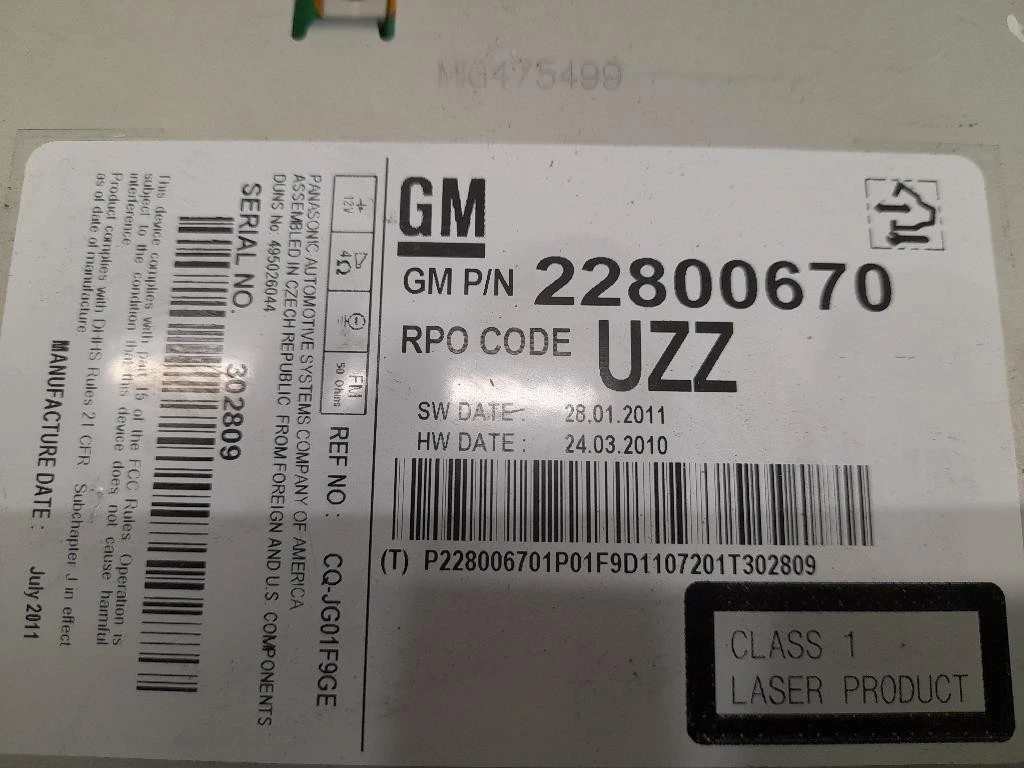 MIG475499
GM
GM P/N 22800670
RPO CODE UZZ
SW DATE: 28.01.2011
HW DATE: 24.03.2010
(T) P228006701P01F9D1107201T302809
CLASS 1
LASER PRODUCT
12V
4Ω
FM
50 Ohms
REF NO : CQ-JG01F9GE
PANASONIC AUTOMOTIVE SYSTEMS COMPANY OF AMERICA
ASSEMBLED IN CZECH REPUBLIC FROM FOREIGN AND U.S. COMPONENTS
DUNS No: 495026044
SERIAL NO. 302809
This device complies with part 15 of the FCC Rules. Operation is
subject to the condition that this device does not cause harmful
interference.
Product complies with DHHS Rules 21 CFR Subchapter J in effect
as of date of manufacture.
MANUFACTURE DATE : July 2011